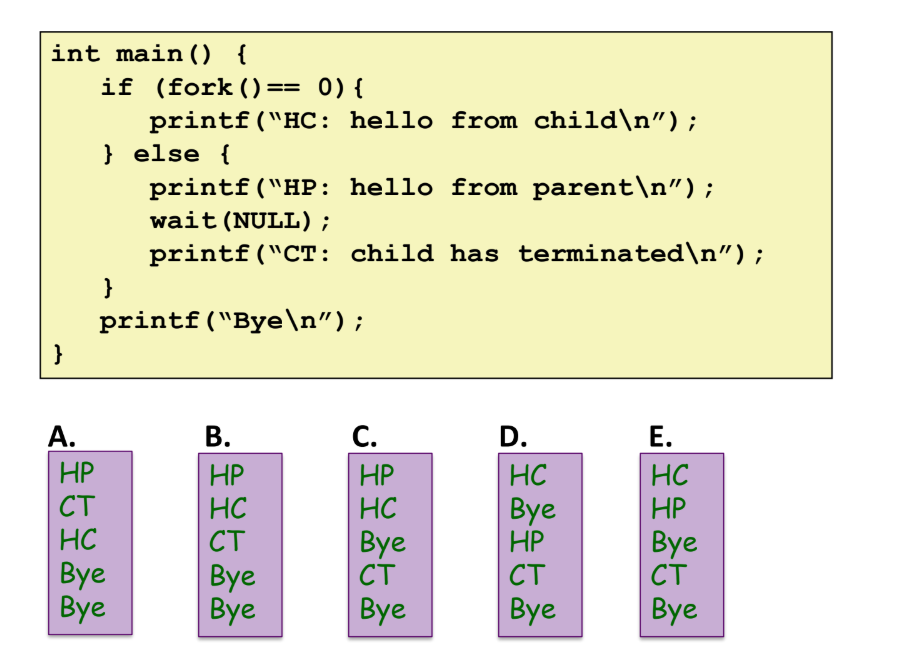 int main() {
if (fork()== 0){
printf(“HC: hello from child\n”);
} else {
printf(“HP: hello from parent\n”);
wait(NULL);
printf(“CT: child has terminated\n”);
}
printf(“Bye\n”);
}
A.
HP
CT
HC
Bye
Bye
B.
HP
HC
CT
Bye
Bye
C.
HP
HC
Bye
CT
Bye
D.
HC
Bye
HP
CT
Bye
E.
HC
HP
Bye
CT
Bye